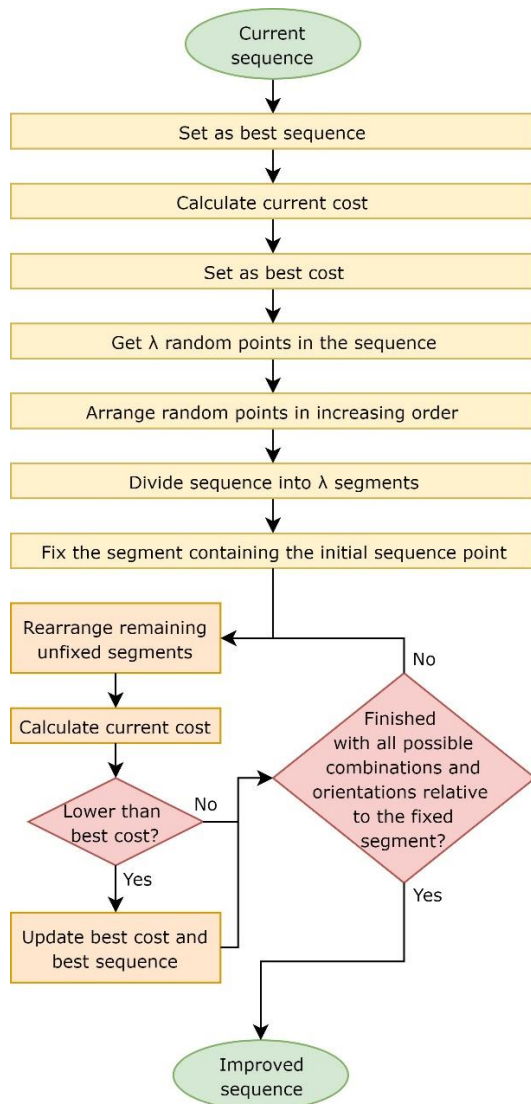 Current
sequence
Set as best sequence
Calculate current cost
Set as best cost
Get λ random points in the sequence
Arrange random points in increasing order
Divide sequence into λ segments
Fix the segment containing the initial sequence point
Rearrange remaining
unfixed segments
Calculate current cost
Lower than
best cost?
No
Yes
Update best cost and
best sequence
No
Finished
with all possible
combinations and
orientations relative
to the fixed
segment?
Yes
Improved
sequence